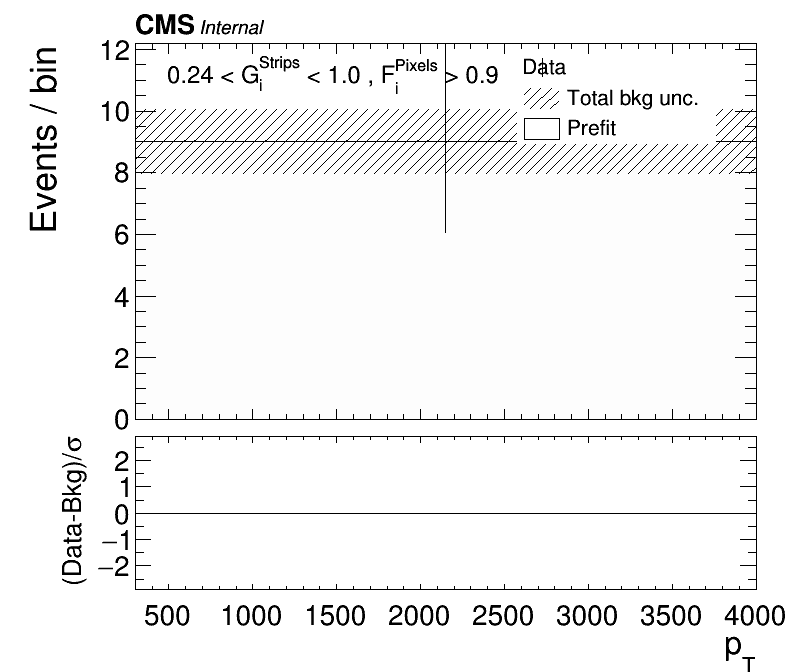 CMS Internal
0.24 < G_i^Strips < 1.0 , F_i^Pixels > 0.9
Data
Total bkg unc.
Prefit
Events / bin
12
10
8
6
4
2
0
(Data-Bkg)/σ
2
1
0
−1
−2
500 1000 1500 2000 2500 3000 3500 4000
p_T